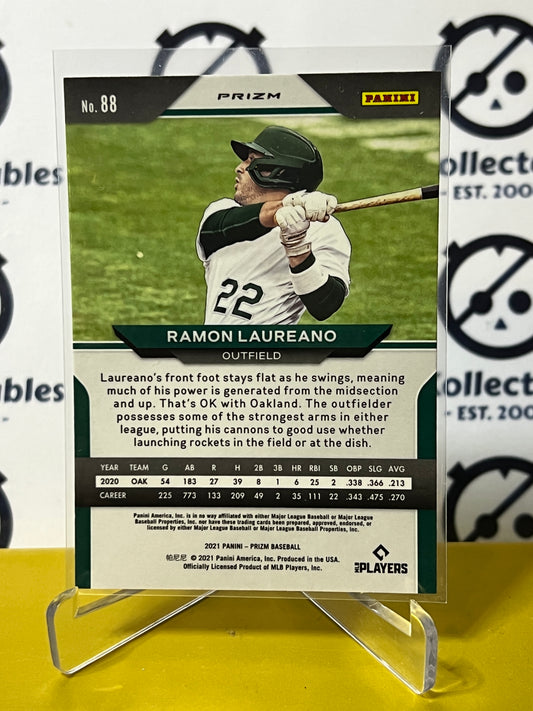 No. 88
PRIZM
PANINI
22
RAMON LAUREANO
OUTFIELD
Laureano's front foot stays flat as he swings, meaning
much of his power is generated from the midsection
and up. That's OK with Oakland. The outfielder
possesses some of the strongest arms in either
league, putting his cannons to good use whether
launching rockets in the field or at the dish.
YEAR TEAM G AB R H 2B 3B HR RBI SB OBP SLG AVG
2020 OAK 54 183 27 39 8 1 6 25 2 .338 .366 .213
CAREER 225 773 133 209 49 2 35 111 22 .343 .475 .270
Panini America, Inc. is in no way affiliated with either Major League Baseball or Major League
Baseball Properties, Inc. nor have these trading cards been prepared, approved, endorsed, or
licensed by either Major League Baseball or Major League Baseball Properties, Inc.
2021 PANINI – PRIZM BASEBALL
帕尼尼 © 2021 Panini America, Inc. Produced in the USA.
Officially Licensed Product of MLB Players, Inc.
MLB PLAYERS
ables
Collect
- EST. 200
ables
Collect
- EST. 200